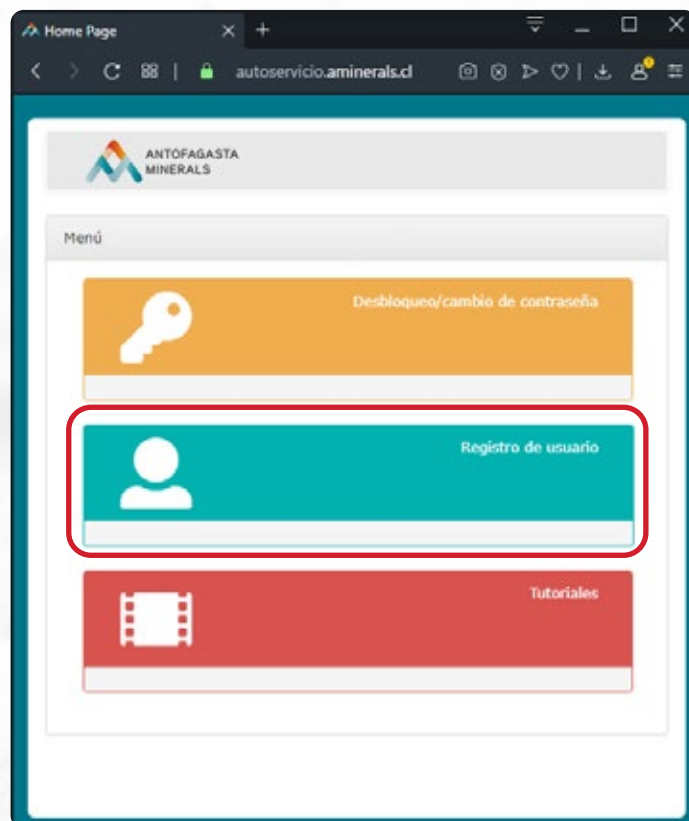 Home Page
autoservicio.aminerals.cl
ANTOFAGASTA
MINERALS
Menú
Desbloqueo/cambio de contraseña
Registro de usuario
Tutoriales